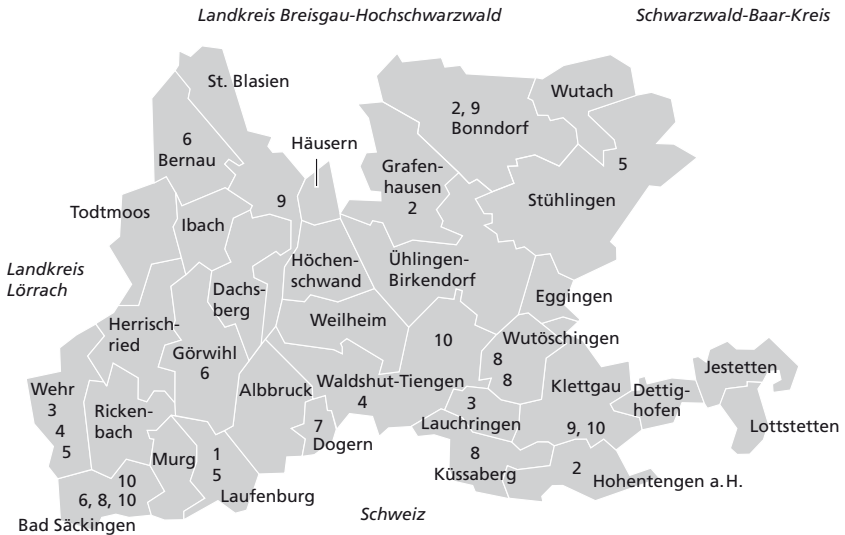 Landkreis Breisgau-Hochschwarzwald
Schwarzwald-Baar-Kreis
St. Blasien
Wutach
2, 9
Bonndorf
6
Bernau
Häusern
Grafen-
hausen
2
5
Stühlingen
9
Todtmoos
Ibach
Landkreis
Lörrach
Höchen-
schwand
Ühlingen-
Birkendorf
Dachs-
berg
Eggingen
Herrisch-
ried
Weilheim
10
Wutöschingen
8
8
Görwihl
6
Jestetten
Wehr
3
4
5
Rickenbach
Albbruck
Waldshut-Tiengen
4
Klettgau
9, 10
Dettig-
hofen
3
Lauchringen
Lottstetten
7
Dogern
Murg
1
5
Laufenburg
8
Küssaberg
2
Hohentengen a.H.
10
6, 8, 10
Bad Säckingen
Schweiz